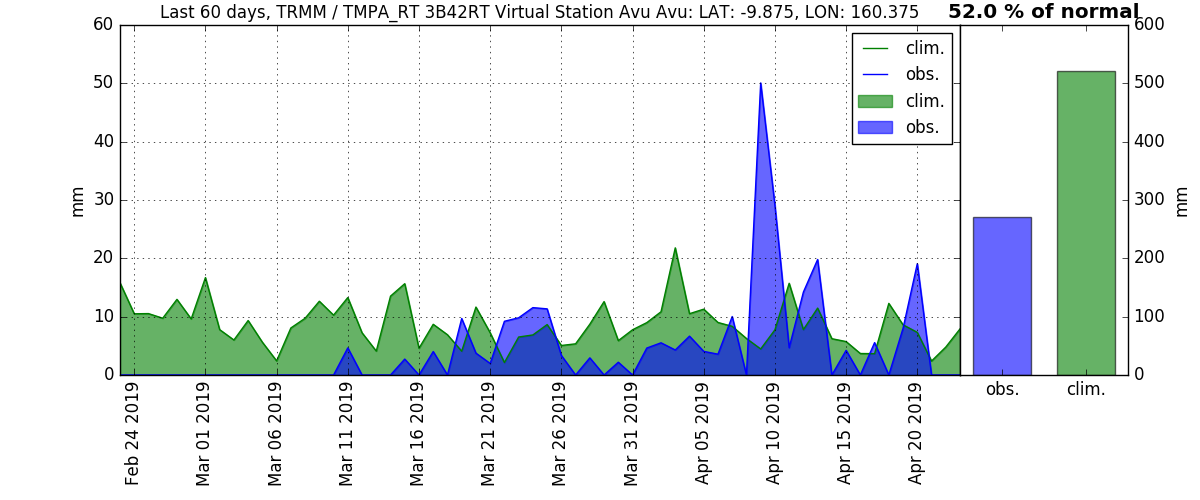 Last 60 days, TRMM / TMPA_RT 3B42RT Virtual Station Avu Avu: LAT: -9.875, LON: 160.375
52.0 % of normal
60
50
40
30
20
10
0
mm
clim.
obs.
clim.
obs.
Feb 24 2019
Mar 01 2019
Mar 06 2019
Mar 11 2019
Mar 16 2019
Mar 21 2019
Mar 26 2019
Mar 31 2019
Apr 05 2019
Apr 10 2019
Apr 15 2019
Apr 20 2019
600
500
400
300
200
100
0
mm
obs.
clim.